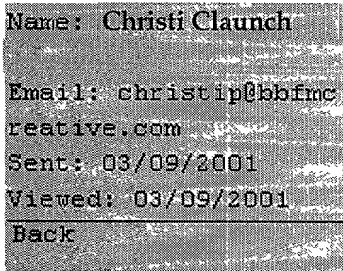 Name: Christi Claunch
Email: christip@bbfmc
reative.com
Sent: 03/09/2001
Viewed: 03/09/2001
Back